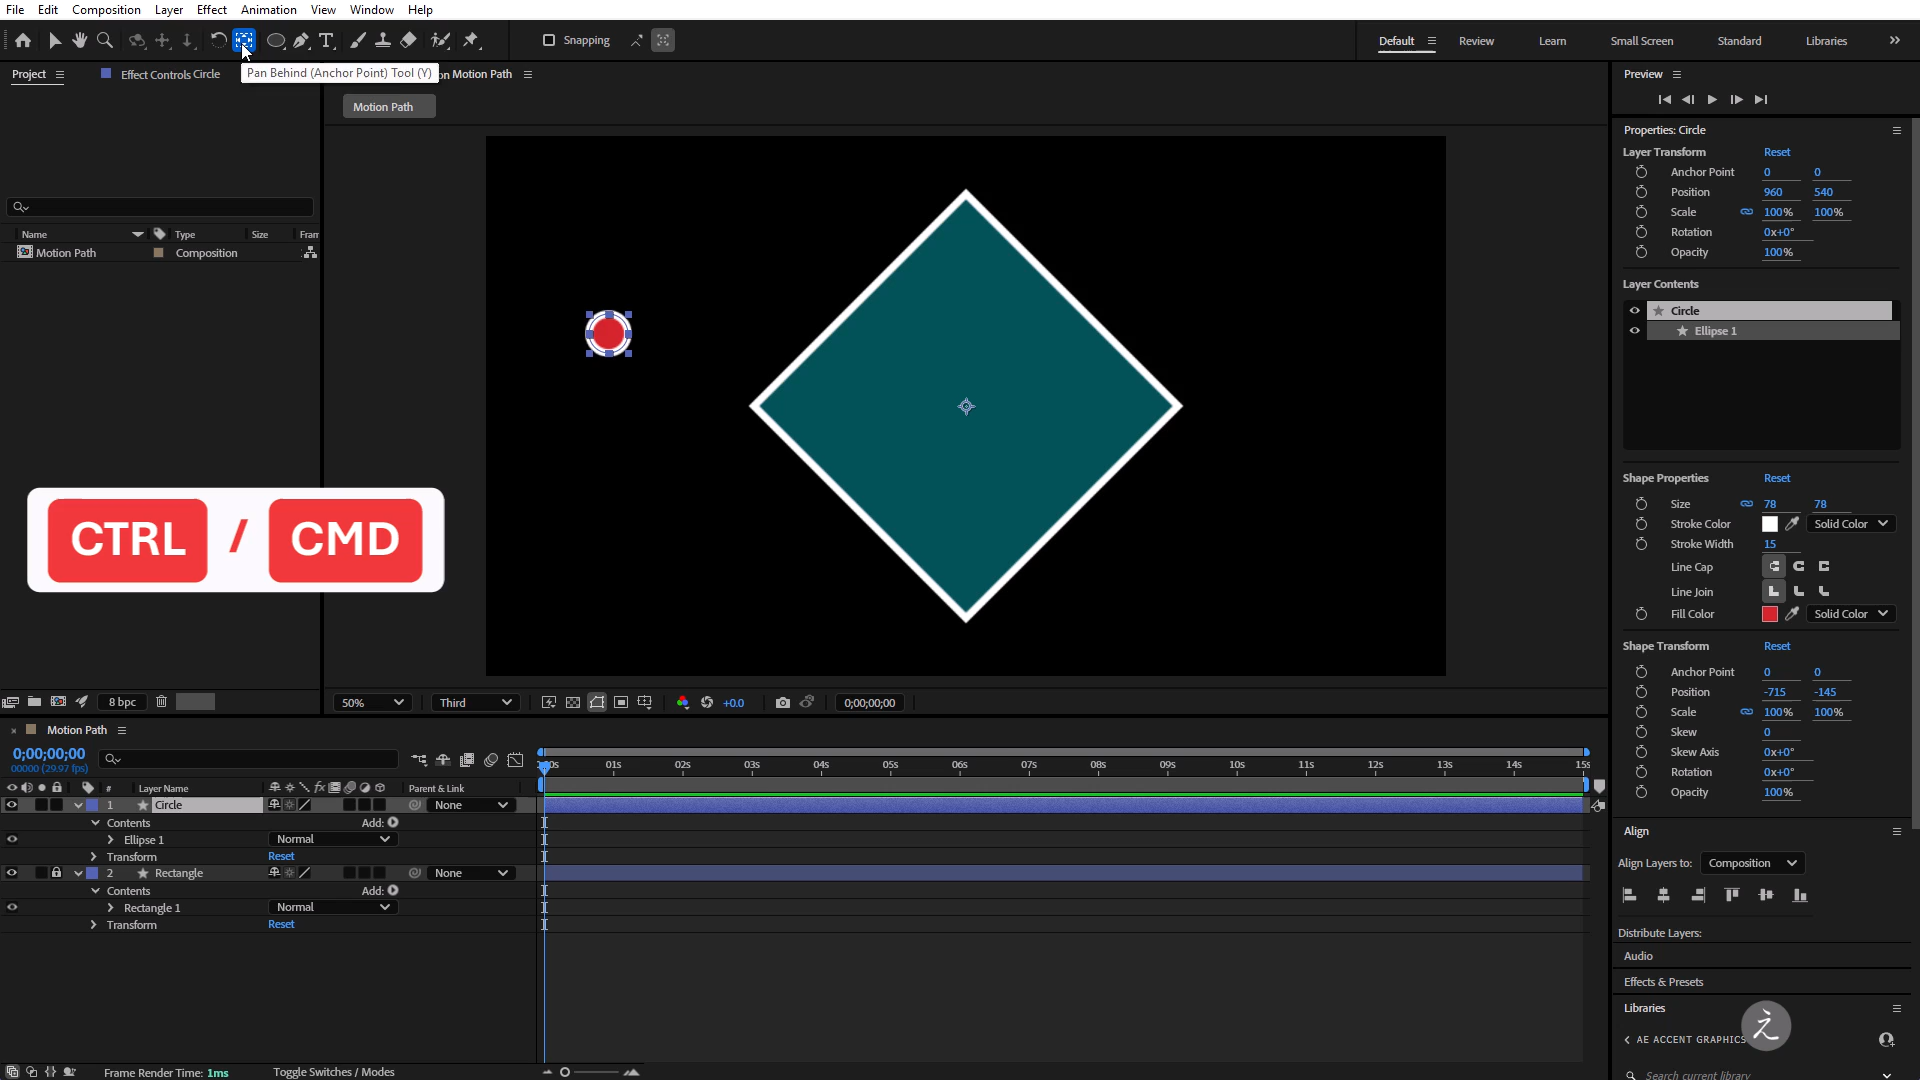 File Edit Composition Layer Effect Animation View Window Help
Snapping
Default Review Learn Small Screen Standard Libraries
Project Effect Controls Circle
Pan Behind (Anchor Point) Tool (Y)
on Motion Path
Motion Path
Name Type Size Fram
Motion Path Composition
CTRL / CMD
8 bpc
50% Third +0.0 0;00;00;00
Preview
Properties: Circle
Layer Transform Reset
Anchor Point 0 0
Position 960 540
Scale 100% 100%
Rotation 0x+0°
Opacity 100%
Layer Contents
Circle
Ellipse 1
Shape Properties Reset
Size 78 78
Stroke Color Solid Color
Stroke Width 15
Line Cap
Line Join
Fill Color Solid Color
Shape Transform Reset
Anchor Point 0 0
Position -715 -145
Scale 100% 100%
Skew 0
Skew Axis 0x+0°
Rotation 0x+0°
Opacity 100%
Align
Align Layers to: Composition
Distribute Layers:
Audio
Effects & Presets
Libraries
AE ACCENT GRAPHICS
Search current library
Motion Path
0;00;00;00
00000 (29.97 fps)
01s 02s 03s 04s 05s 06s 07s 08s 09s 10s 11s 12s 13s 14s 15s
# Layer Name Parent & Link
1 Circle None
Contents Add:
Ellipse 1 Normal
Transform Reset
2 Rectangle None
Contents Add:
Rectangle 1 Normal
Transform Reset
Frame Render Time: 1ms Toggle Switches / Modes